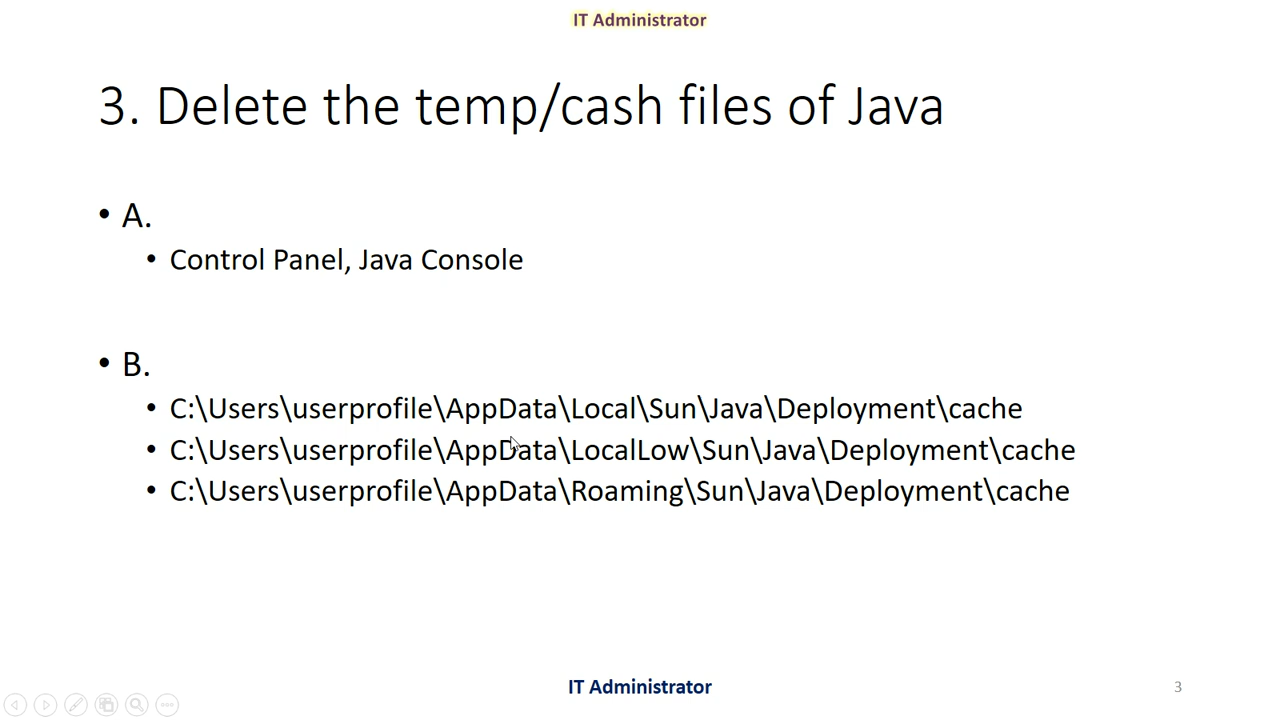 IT Administrator
3. Delete the temp/cash files of Java
• A.
• Control Panel, Java Console
• B.
• C:\Users\userprofile\AppData\Local\Sun\Java\Deployment\cache
• C:\Users\userprofile\AppData\LocalLow\Sun\Java\Deployment\cache
• C:\Users\userprofile\AppData\Roaming\Sun\Java\Deployment\cache
IT Administrator
3